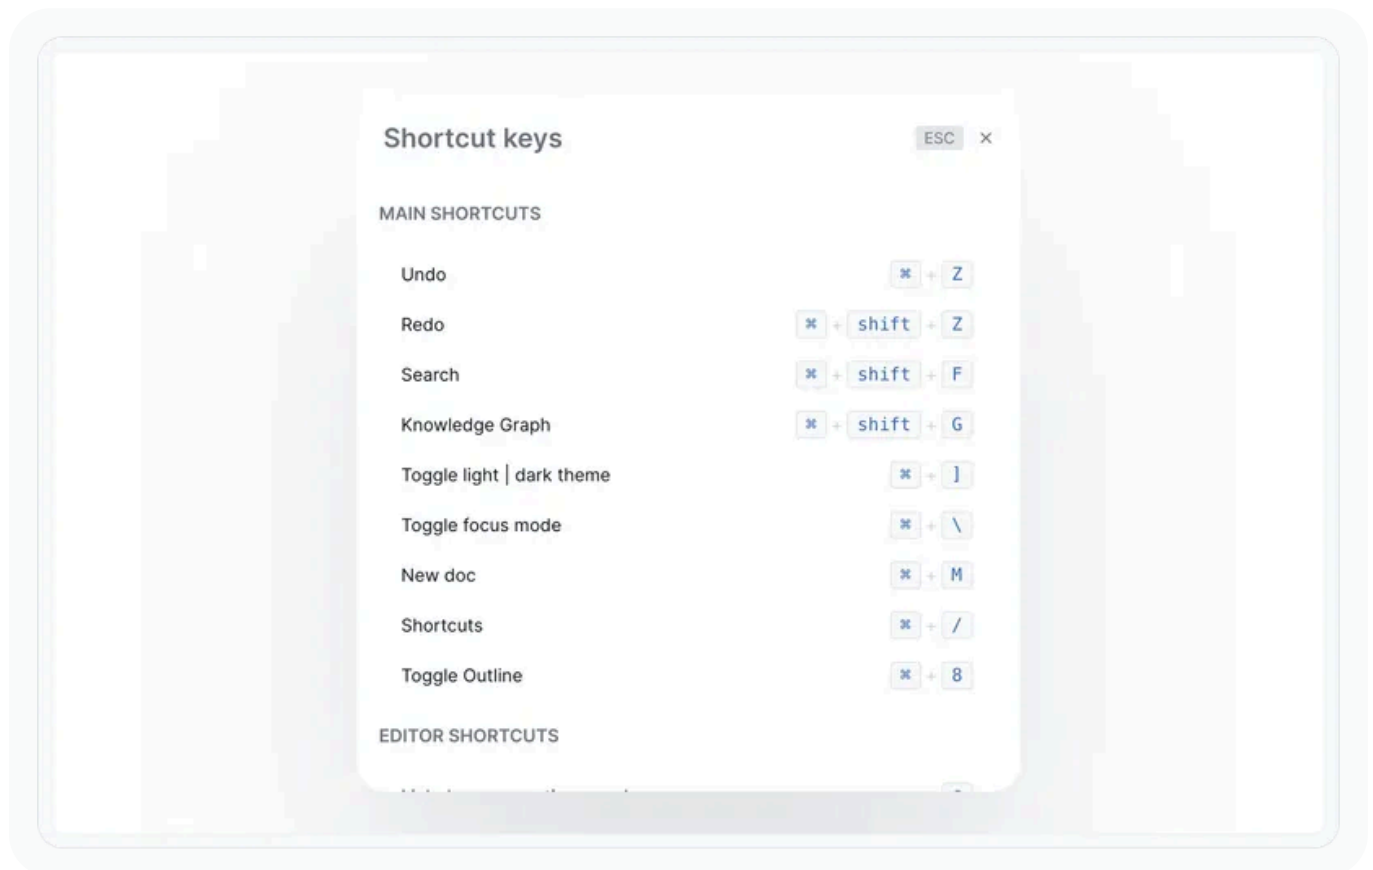 Shortcut keys ESC ×
MAIN SHORTCUTS
Undo ⌘ + Z
Redo ⌘ + shift + Z
Search ⌘ + shift + F
Knowledge Graph ⌘ + shift + G
Toggle light | dark theme ⌘ + ]
Toggle focus mode ⌘ + \
New doc ⌘ + M
Shortcuts ⌘ + /
Toggle Outline ⌘ + 8
EDITOR SHORTCUTS